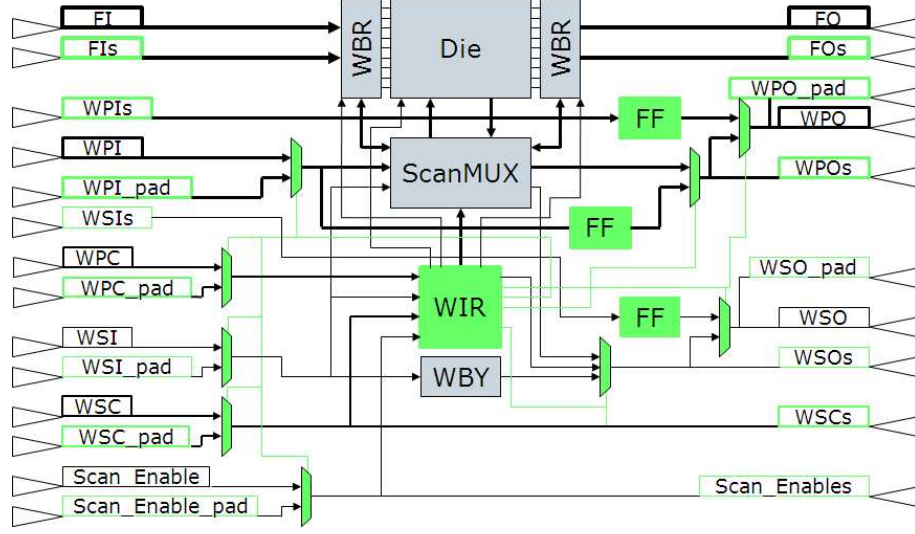 FI
FIs
WPIs
WPI
WPI_pad
WSIs
WPC
WPC_pad
WSI
WSI_pad
WSC
WSC_pad
Scan_Enable
Scan_Enable_pad
WBR
Die
WBR
FF
ScanMUX
FF
WIR
FF
WBY
FO
FOs
WPO_pad
WPO
WPOs
WSO_pad
WSO
WSOs
WSCs
Scan_Enables